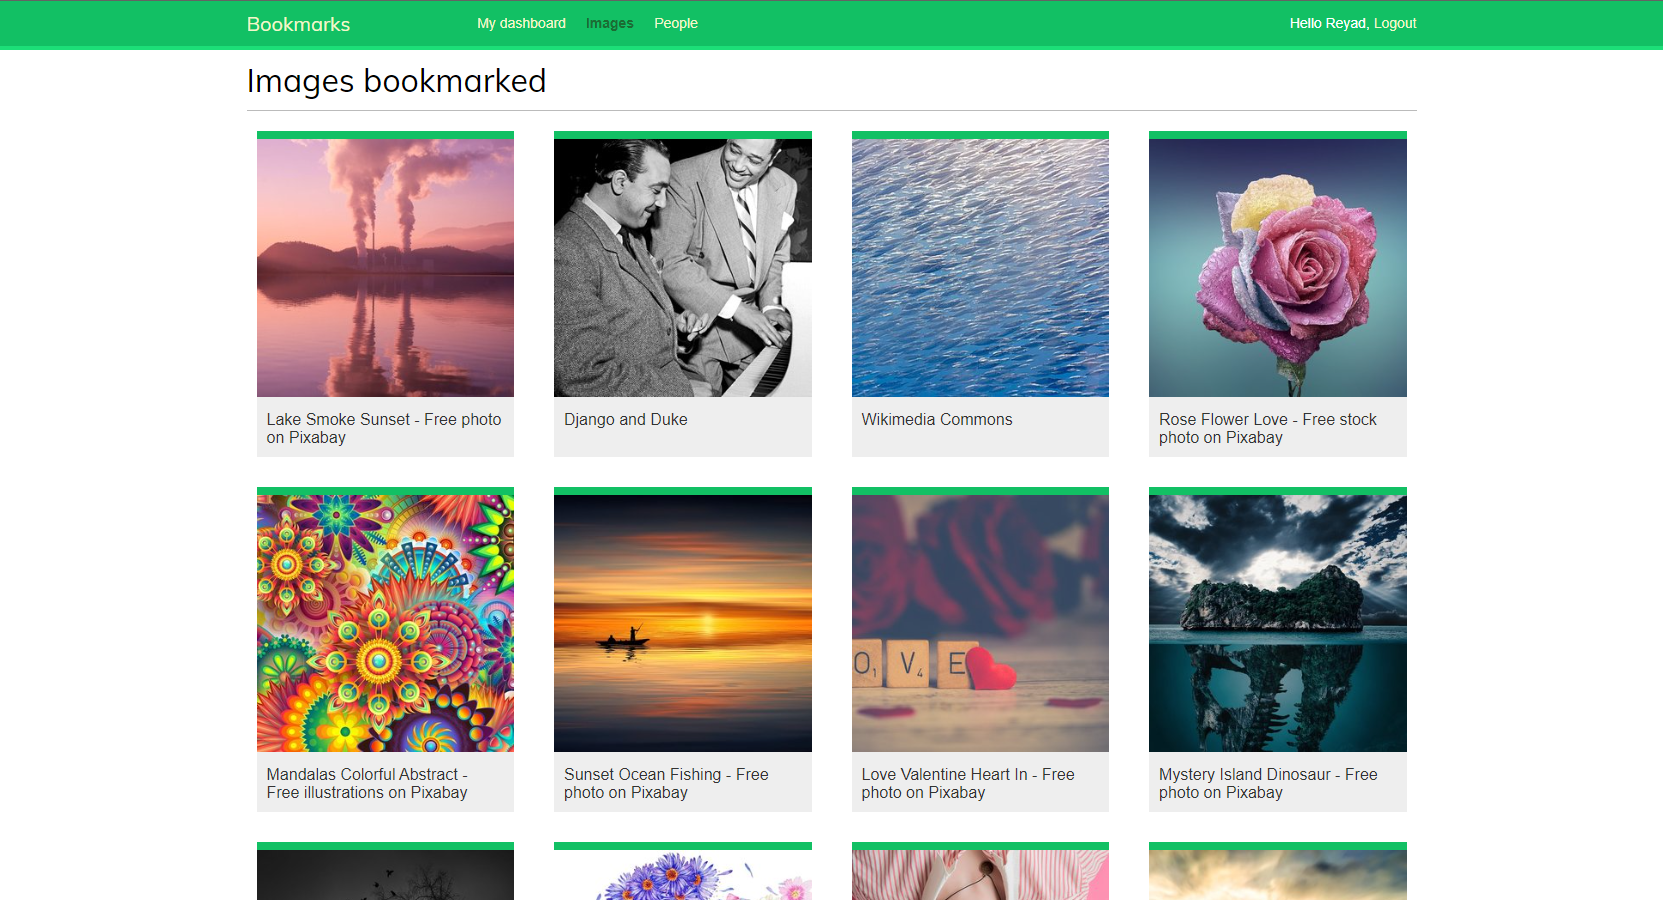 Bookmarks My dashboard Images People Hello Reyad, Logout
Images bookmarked
Lake Smoke Sunset - Free photo
on Pixabay
Django and Duke
Wikimedia Commons
Rose Flower Love - Free stock
photo on Pixabay
O1 V4 E
Mandalas Colorful Abstract -
Free illustrations on Pixabay
Sunset Ocean Fishing - Free
photo on Pixabay
Love Valentine Heart In - Free
photo on Pixabay
Mystery Island Dinosaur - Free
photo on Pixabay